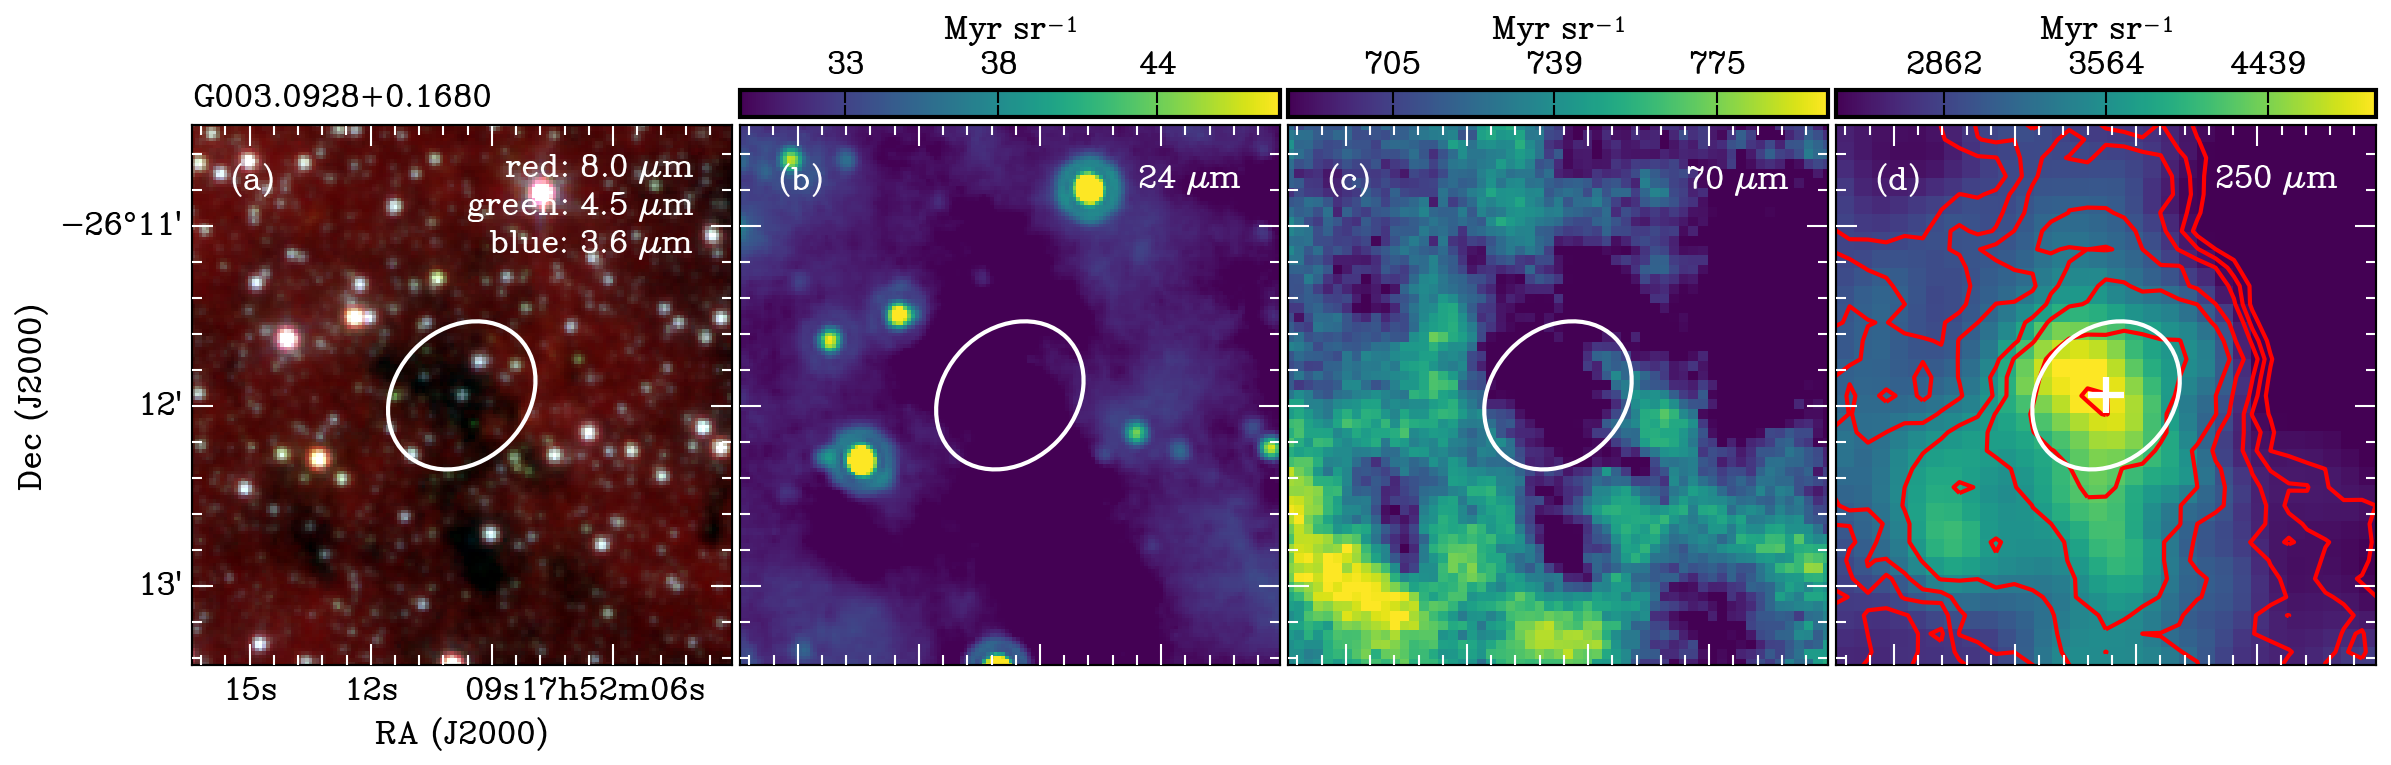 Myr sr⁻¹
33 38 44
Myr sr⁻¹
705 739 775
Myr sr⁻¹
2862 3564 4439
G003.0928+0.1680
(a)
red: 8.0 μm
green: 4.5 μm
blue: 3.6 μm
(b)
24 μm
(c)
70 μm
(d)
250 μm
−26°11'
12'
13'
Dec (J2000)
15s 12s 09s17h52m06s
RA (J2000)